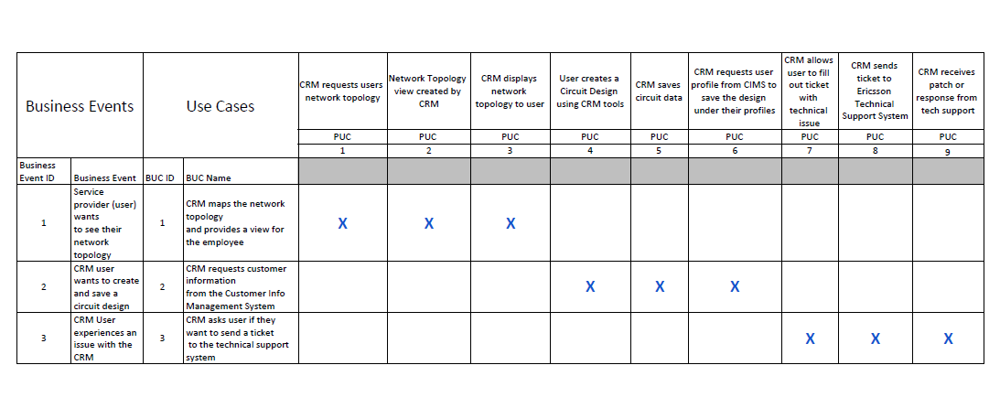 Business Events
Use Cases
CRM requests users
network topology
Network Topology
view created by
CRM
CRM displays
network
topology to user
User creates a
Circuit Design
using CRM tools
CRM saves
circuit data
CRM requests user
profile from CIMS to
save the design
under their profiles
CRM allows
user to fill
out ticket
with
technical
issue
CRM sends
ticket to
Ericsson
Technical
Support System
CRM receives
patch or
response from
tech support
PUC PUC PUC PUC PUC PUC PUC PUC PUC
1 2 3 4 5 6 7 8 9
Business
Event ID
Business Event
BUC ID
BUC Name
1
Service
provider (user)
wants
to see their
network
topology
1
CRM maps the network
topology
and provides a view for
the employee
X X X
2
CRM user
wants to create
and save a
circuit design
2
CRM requests customer
information
from the Customer Info
Management System
X X X
3
CRM User
experiences an
issue with the
CRM
3
CRM asks user if they
want to send a ticket
to the technical support
system
X X X